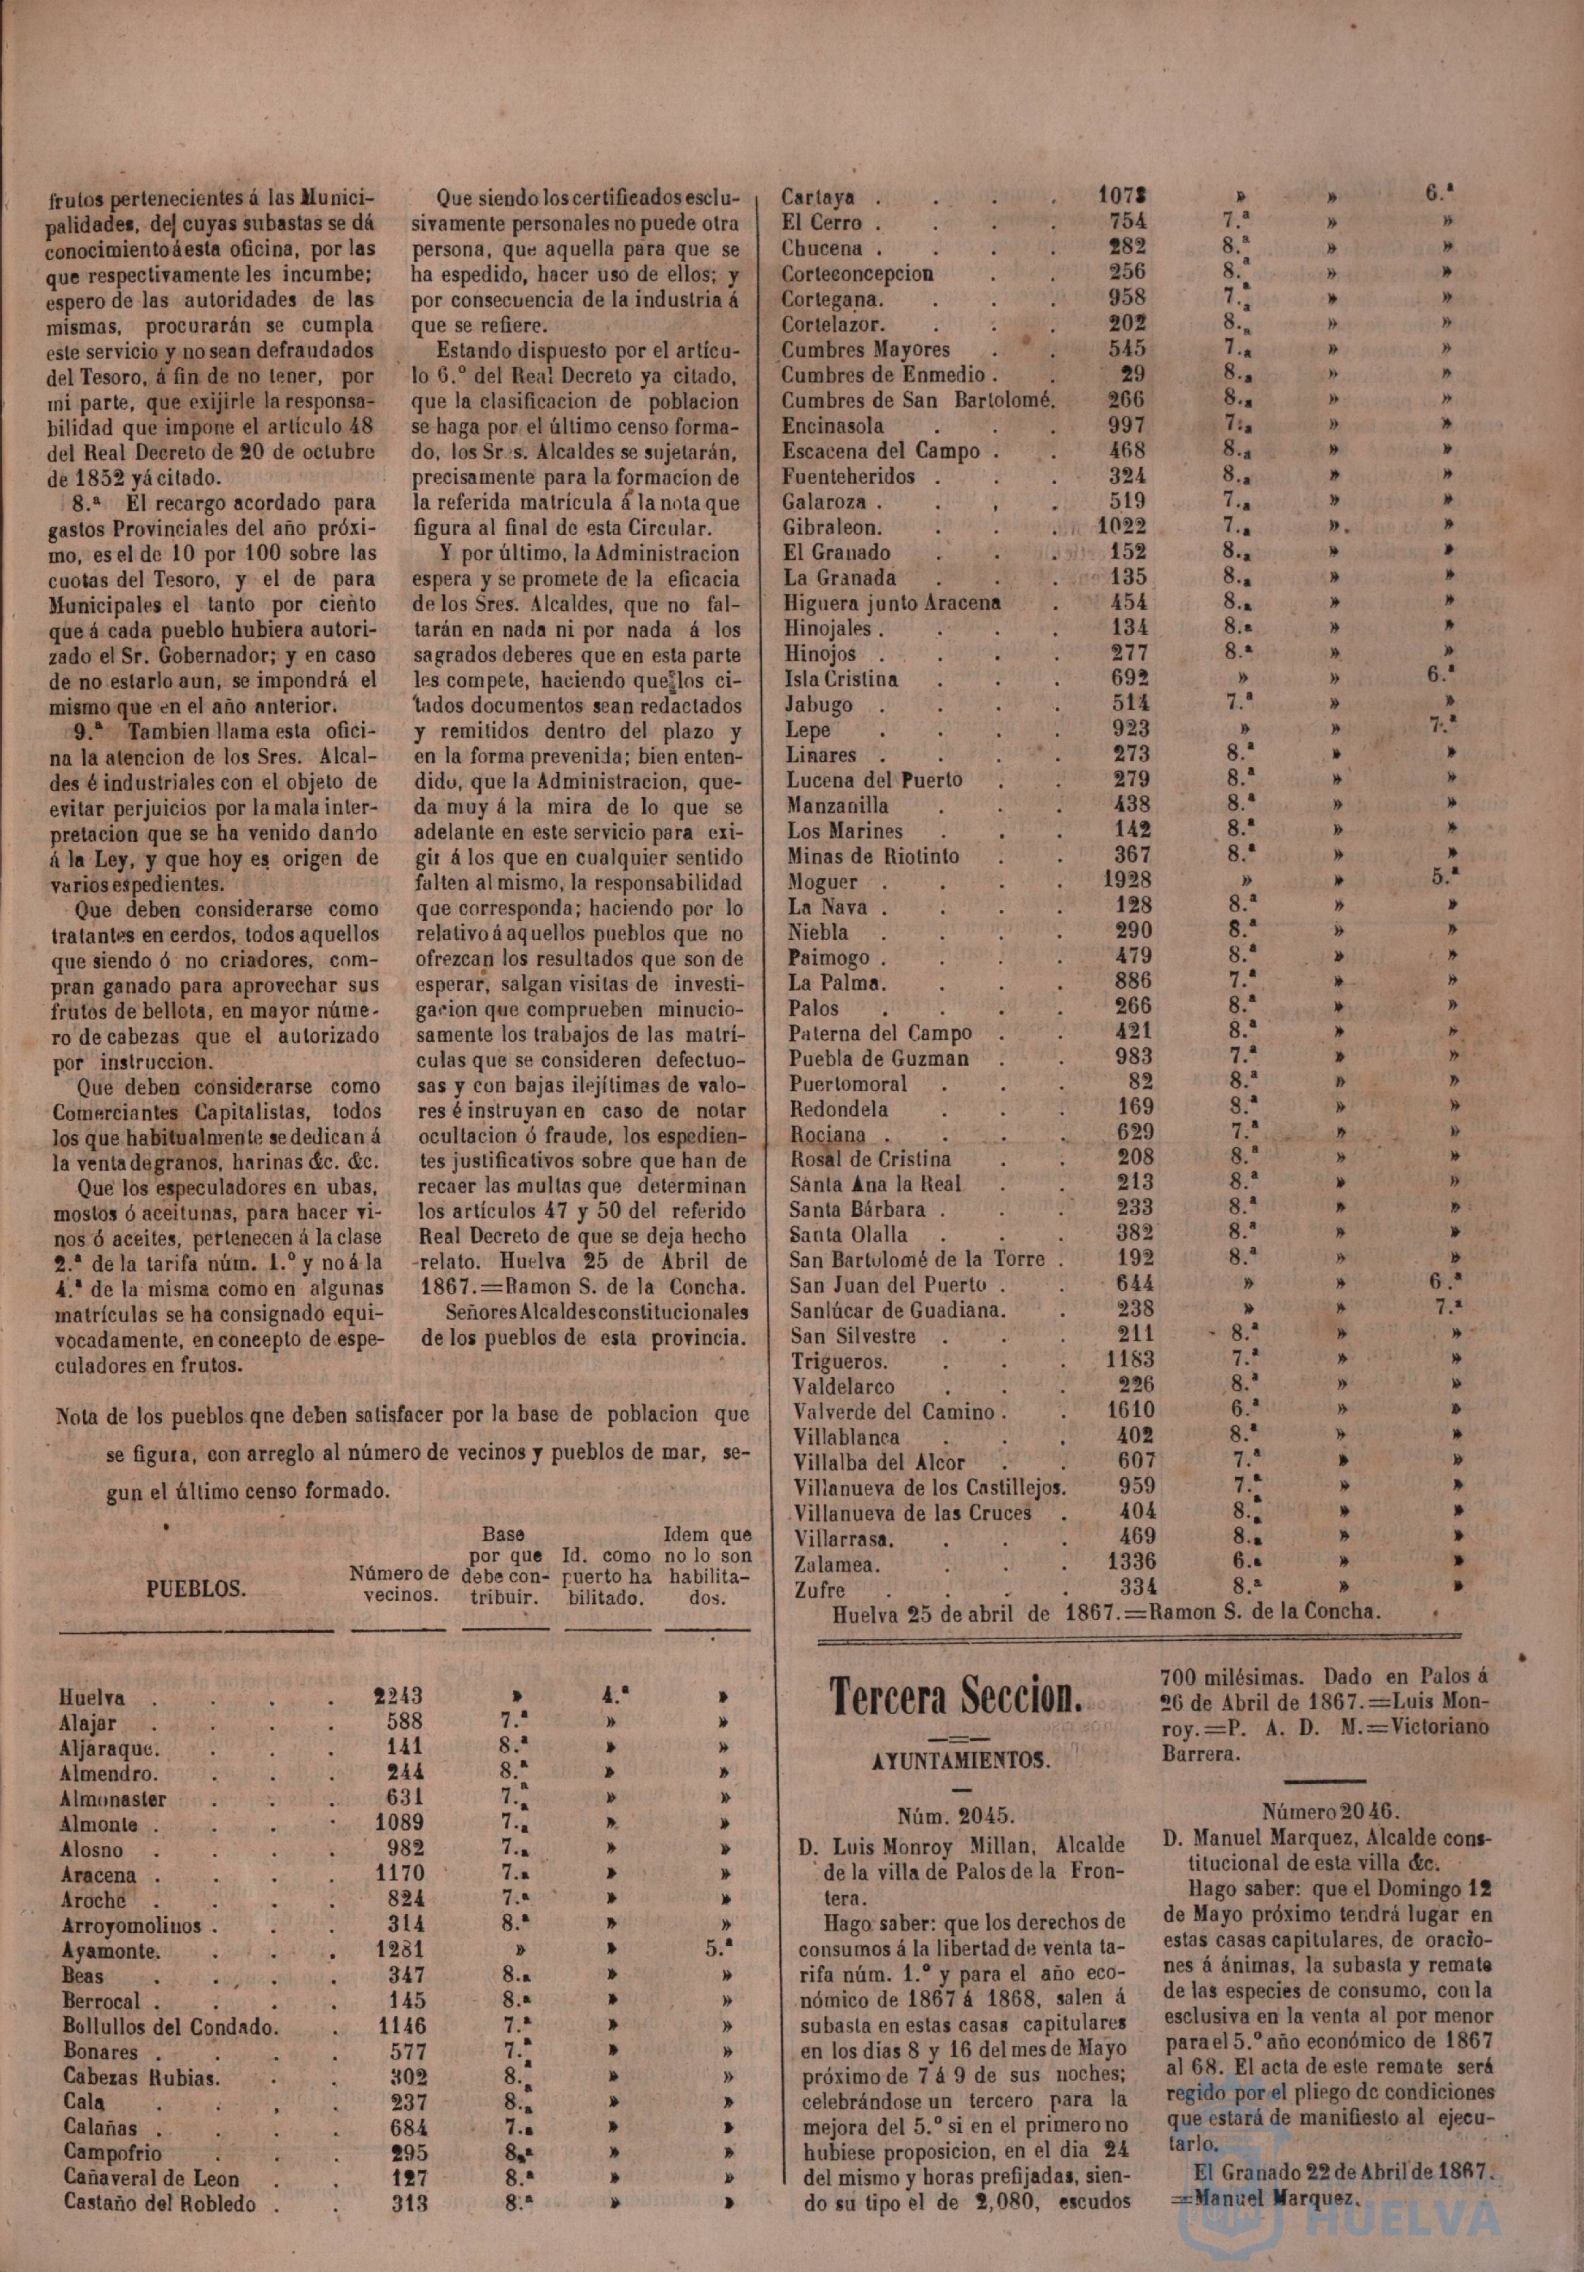 frutos pertenecientes á las Munici-
palidades, de cuyas subastas se dá
conocimiento á esta oficina, por las
que respectivamente les incumbe;
espero de las autoridades de las
mismas, procurarán se cumpla
este servicio y no sean defraudados
del Tesoro, á fin de no tener, por
mi parte, que exijirle la responsa-
bilidad que impone el artículo 48
del Real Decreto de 20 de octubre
de 1852 yá citado.
8.ª El recargo acordado para
gastos Provinciales del año próxi-
mo, es el de 10 por 100 sobre las
cuotas del Tesoro, y el de para
Municipales el tanto por ciento
que á cada pueblo hubiera autori-
zado el Sr. Gobernador; y en caso
de no estarlo aun, se impondrá el
mismo que en el año anterior.
9.ª Tambien llama esta ofici-
na la atencion de los Sres. Alcal-
des é industriales con el objeto de
evitar perjuicios por la mala inter-
pretacion que se ha venido dando
á la Ley, y que hoy es origen de
varios espedientes.
Que deben considerarse como
tratantes en cerdos, todos aquellos
que siendo ó no criadores, com-
pran ganado para aprovechar sus
frutos de bellota, en mayor núme-
ro de cabezas que el autorizado
por instruccion.
Que deben considerarse como
Comerciantes Capitalistas, todos
los que habitualmente se dedican á
la venta de granos, harinas &c. &c.
Que los especuladores en ubas,
mostos ó aceitunas, para hacer vi-
nos ó aceites, pertenecen á la clase
2.ª de la tarifa núm. 1.º y no á la
4.ª de la misma como en algunas
matrículas se ha consignado equi-
vocadamente, en concepto de espe-
culadores en frutos.
Que siendo los certificados esclu-
sivamente personales no puede otra
persona, que aquella para que se
ha espedido, hacer uso de ellos; y
por consecuencia de la industria á
que se refiere.
Estando dispuesto por el artícu-
lo 6.º del Real Decreto ya citado,
que la clasificacion de poblacion
se haga por el último censo forma-
do, los Sres. Alcaldes se sujetarán,
precisamente para la formacion de
la referida matrícula á la nota que
figura al final de esta Circular.
Y por último, la Administracion
espera y se promete de la eficacia
de los Sres. Alcaldes, que no fal-
tarán en nada ni por nada á los
sagrados deberes que en esta parte
les compete, haciendo que los ci-
tados documentos sean redactados
y remitidos dentro del plazo y
en la forma prevenida; bien enten-
dido, que la Administracion, que-
da muy á la mira de lo que se
adelante en este servicio para exi-
gir á los que en cualquier sentido
falten al mismo, la responsabilidad
que corresponda; haciendo por lo
relativo á aquellos pueblos que no
ofrezcan los resultados que son de
esperar, salgan visitas de investi-
gacion que comprueben minucio-
samente los trabajos de las matrí-
culas que se consideren defectuo-
sas y con bajas ilejítimas de valo-
res é instruyan en caso de notar
ocultacion ó fraude, los espedien-
tes justificativos sobre que han de
recaer las multas que determinan
los artículos 47 y 50 del referido
Real Decreto de que se deja hecho
relato. Huelva 25 de Abril de
1867.=Ramon S. de la Concha.
Señores Alcaldes constitucionales
de los pueblos de esta provincia.
Nota de los pueblos qne deben satisfacer por la base de poblacion que
se figura, con arreglo al número de vecinos y pueblos de mar, se-
gun el último censo formado.
PUEBLOS. Número de vecinos. Base por que debe con- tribuir. Id. como puerto ha bilitado. Idem que no lo son habilita- dos.
Huelva . . . . 2243 » 4.ª »
Alajar . . . . 588 7.ª » »
Aljaraque. . . . 141 8.ª » »
Almendro. . . . 244 8.ª » »
Almonaster . . . 631 7.ª » »
Almonte . . . . 1089 7.ª » »
Alosno . . . . 982 7.ª » »
Aracena . . . . 1170 7.ª » »
Aroche . . . . 824 7.ª » »
Arroyomolinos . . . 314 8.ª » »
Ayamonte. . . . 1281 » » 5.ª
Beas . . . . 347 8.ª » »
Berrocal . . . . 145 8.ª » »
Bollullos del Condado. . 1146 7.ª » »
Bonares . . . . 577 7.ª » »
Cabezas Rubias. . . 302 8.ª » »
Cala . . . . 237 8.ª » »
Calañas . . . . 684 7.ª » »
Campofrio . . . 295 8.ª » »
Cañaveral de Leon . . 127 8.ª » »
Castaño del Robledo . . 313 8.ª » »
Cartaya . . . . 1078 » » 6.ª
El Cerro . . . . 754 7.ª » »
Chucena . . . . 282 8.ª » »
Corteconcepcion . . 256 8.ª » »
Cortegana. . . . 958 7.ª » »
Cortelazor. . . . 202 8.ª » »
Cumbres Mayores . . 545 7.ª » »
Cumbres de Enmedio . . 29 8.ª » »
Cumbres de San Bartolomé. 266 8.ª » »
Encinasola . . . 997 7.ª » »
Escacena del Campo . . 468 8.ª » »
Fuenteheridos . . . 324 8.ª » »
Galaroza . . . . 519 7.ª » »
Gibraleon. . . . 1022 7.ª » »
El Granado . . . 152 8.ª » »
La Granada . . . 135 8.ª » »
Higuera junto Aracena . 454 8.ª » »
Hinojales . . . . 134 8.ª » »
Hinojos . . . . 277 8.ª » »
Isla Cristina . . . 692 » » 6.ª
Jabugo . . . . 514 7.ª » »
Lepe . . . . 923 » » 7.ª
Linares . . . . 273 8.ª » »
Lucena del Puerto . . 279 8.ª » »
Manzanilla . . . 438 8.ª » »
Los Marines . . . 142 8.ª » »
Minas de Riotinto . . 367 8.ª » »
Moguer . . . . 1928 » » 5.ª
La Nava . . . . 128 8.ª » »
Niebla . . . . 290 8.ª » »
Paimogo . . . . 479 8.ª » »
La Palma. . . . 886 7.ª » »
Palos . . . . 266 8.ª » »
Paterna del Campo . . 421 8.ª » »
Puebla de Guzman . . 983 7.ª » »
Puertomoral . . . 82 8.ª » »
Redondela . . . 169 8.ª » »
Rociana . . . . 629 7.ª » »
Rosal de Cristina . . 208 8.ª » »
Santa Ana la Real . . 213 8.ª » »
Santa Bárbara . . . 233 8.ª » »
Santa Olalla . . . 382 8.ª » »
San Bartolomé de la Torre . 192 8.ª » »
San Juan del Puerto . . 644 » » 6.ª
Sanlúcar de Guadiana. . 238 » » 7.ª
San Silvestre . . . 211 8.ª » »
Trigueros. . . . 1183 7.ª » »
Valdelarco . . . 226 8.ª » »
Valverde del Camino . . 1610 6.ª » »
Villablanca . . . 402 8.ª » »
Villalba del Alcor . . 607 7.ª » »
Villanueva de los Castillejos. 959 7.ª » »
Villanueva de las Cruces . 404 8.ª » »
Villarrasa. . . . 469 8.ª » »
Zalamea. . . . 1336 6.ª » »
Zufre . . . . 334 8.ª » »
Huelva 25 de abril de 1867.=Ramon S. de la Concha.
Tercera Seccion.
AYUNTAMIENTOS.
Núm. 2045.
D. Luis Monroy Millan, Alcalde
de la villa de Palos de la Fron-
tera.
Hago saber: que los derechos de
consumos á la libertad de venta ta-
rifa núm. 1.º y para el año eco-
nómico de 1867 á 1868, salen á
subasta en estas casas capitulares
en los dias 8 y 16 del mes de Mayo
próximo de 7 á 9 de sus noches;
celebrándose un tercero para la
mejora del 5.º si en el primero no
hubiese proposicion, en el dia 24
del mismo y horas prefijadas, sien-
do su tipo el de 2,080, escudos
700 milésimas. Dado en Palos á
26 de Abril de 1867.=Luis Mon-
roy.=P. A. D. M.=Victoriano
Barrera.
Número 2046.
D. Manuel Marquez, Alcalde cons-
titucional de esta villa &c.
Hago saber: que el Domingo 12
de Mayo próximo tendrá lugar en
estas casas capitulares, de oracio-
nes á ánimas, la subasta y remate
de las especies de consumo, con la
esclusiva en la venta al por menor
para el 5.º año económico de 1867
al 68. El acta de este remate será
regido por el pliego de condiciones
que estará de manifiesto al ejecu-
tarlo.
El Granado 22 de Abril de 1867.
=Manuel Marquez.
HUELVA